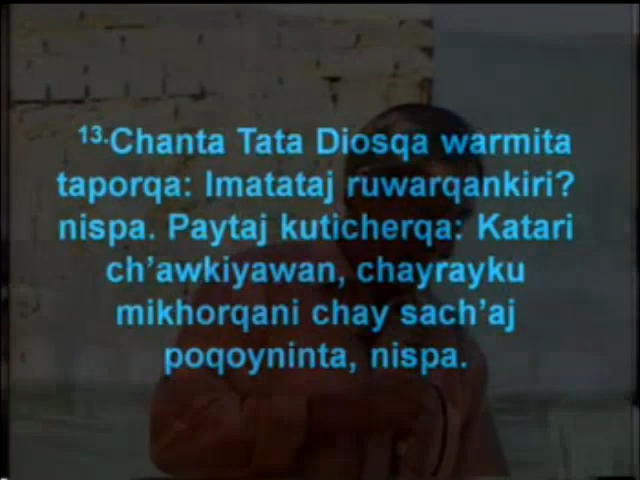 13.Chanta Tata Diosqa warmita
taporqa: Imatataj ruwarqankiri?
nispa. Paytaj kuticherqa: Katari
ch’awkiyawan, chayrayku
mikhorqani chay sach’aj
poqoyninta, nispa.